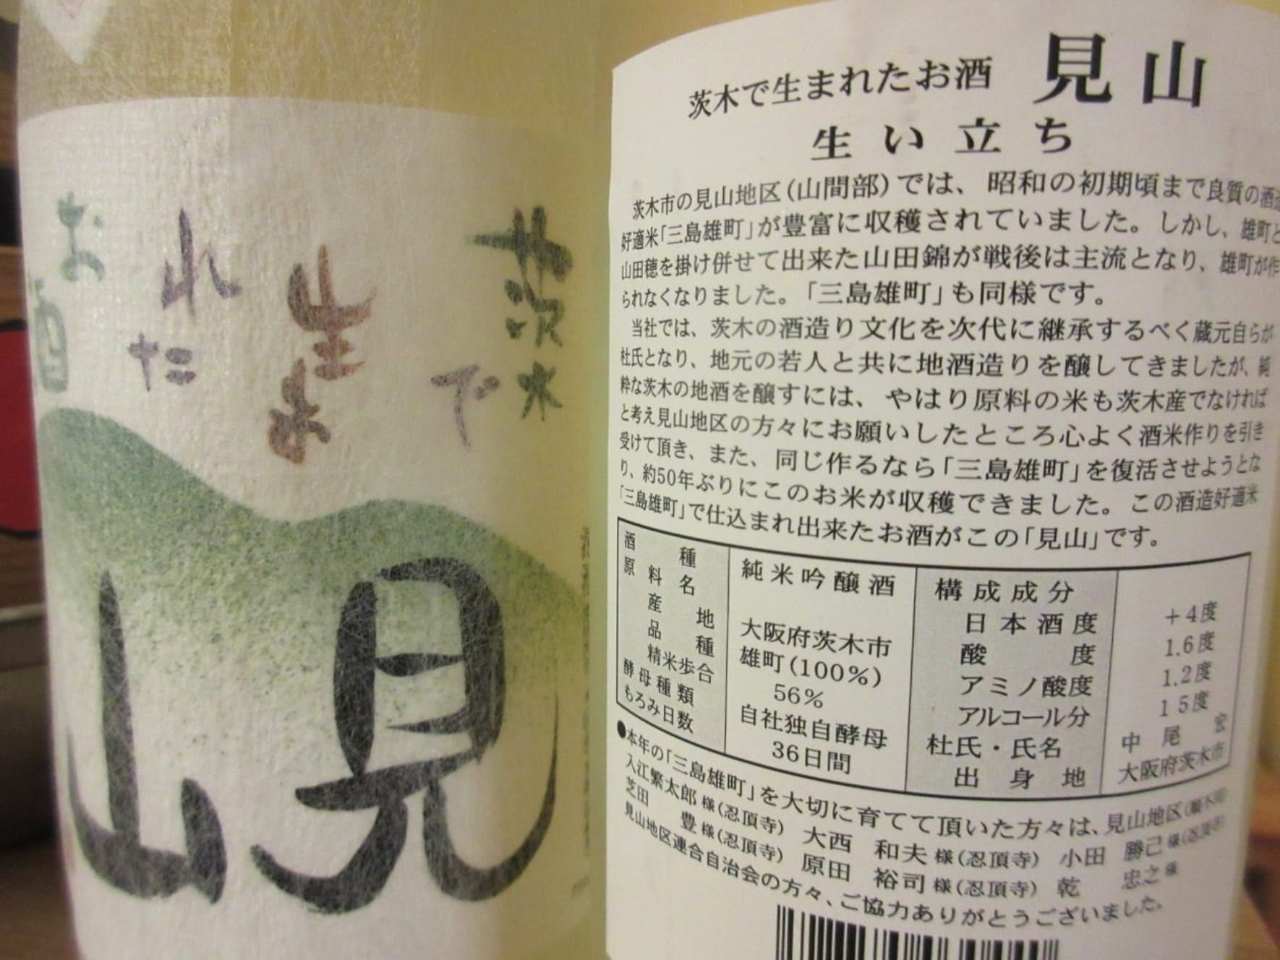 茨木で
生まれた
お酒
見山
茨木で生まれたお酒 見山
生い立ち
茨木市の見山地区(山間部)では、昭和の初期頃まで良質の酒造
好適米「三島雄町」が豊富に収穫されていました。しかし、雄町と
山田穂を掛け併せて出来た山田錦が戦後は主流となり、雄町が作
られなくなりました。「三島雄町」も同様です。
当社では、茨木の酒造り文化を次代に継承するべく蔵元自らが
杜氏となり、地元の若人と共に地酒造りを醸してきましたが、純
粋な茨木の地酒を醸すには、やはり原料の米も茨木産でなければ
と考え見山地区の方々にお願いしたところ心よく酒米作りを引き
受けて頂き、また、同じ作るなら「三島雄町」を復活させようとな
り、約50年ぶりにこのお米が収穫できました。この酒造好適米
「三島雄町」で仕込まれ出来たお酒がこの「見山」です。
酒種 純米吟醸酒
原料名
産地 大阪府茨木市
品種 雄町(100%)
精米歩合 56%
酵母種類 自社独自酵母
もろみ日数 36日間
構成成分
日本酒度 +4度
酸度 1.6度
アミノ酸度 1.2度
アルコール分 15度
杜氏・氏名 中尾 宏
出身地 大阪府茨木市
●本年の「三島雄町」を大切に育てて頂いた方々は、見山地区
入江繁太郎様(忍頂寺) 大西 和夫様(忍頂寺) 小田 勝己様(忍頂寺)
芝田 豊様(忍頂寺) 原田 裕司様(忍頂寺) 乾 忠之様
見山地区連合自治会の方々、ご協力ありがとうございました。